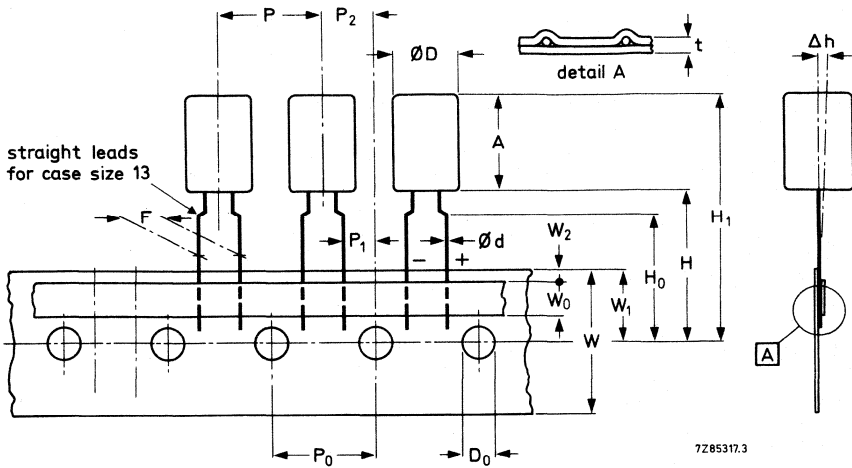 P
P₂
ØD
t
detail A
Δh
straight leads
for case size 13
A
F
P₁
Ød
- +
W₂
W₀
W₁
W
H₀
H
H₁
A
P₀
D₀
7Z85317.3